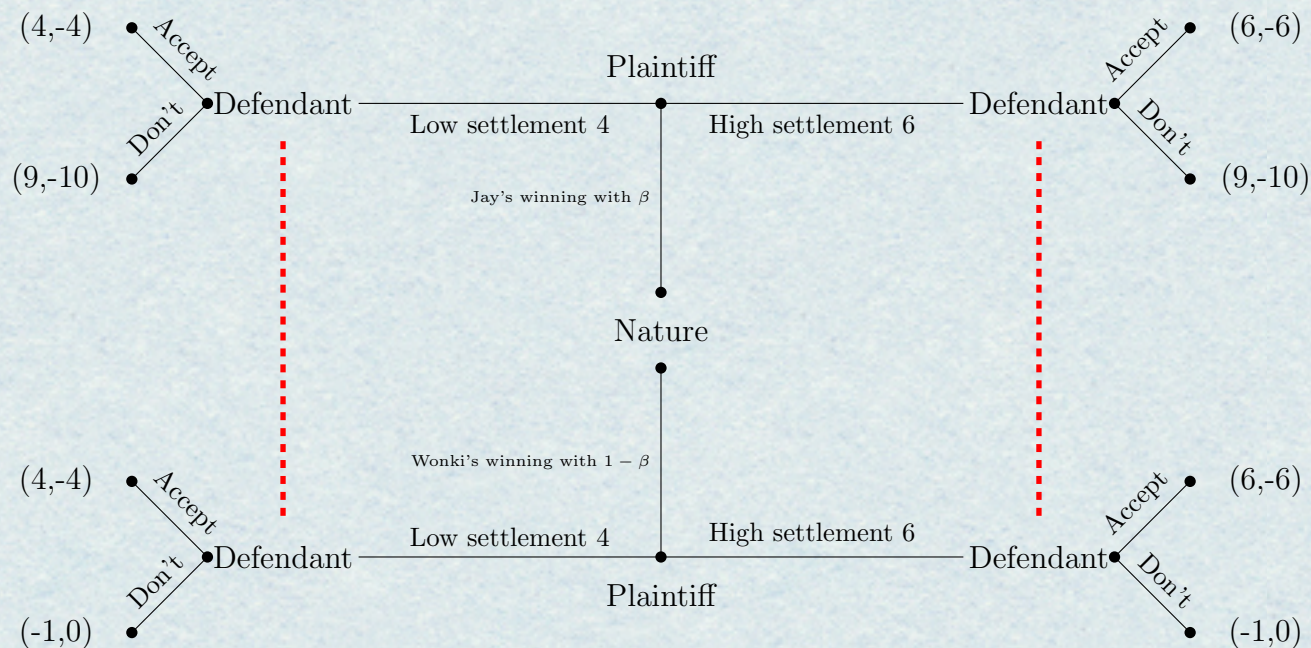 (4,-4)
Accept
Plaintiff
Accept
(6,-6)
Defendant
Defendant
Low settlement 4
High settlement 6
Don't
Don't
(9,-10)
(9,-10)
Jay's winning with β
Nature
Wonki's winning with 1 − β
(4,-4)
Accept
Accept
(6,-6)
Low settlement 4
High settlement 6
Defendant
Defendant
Don't
Plaintiff
Don't
(-1,0)
(-1,0)